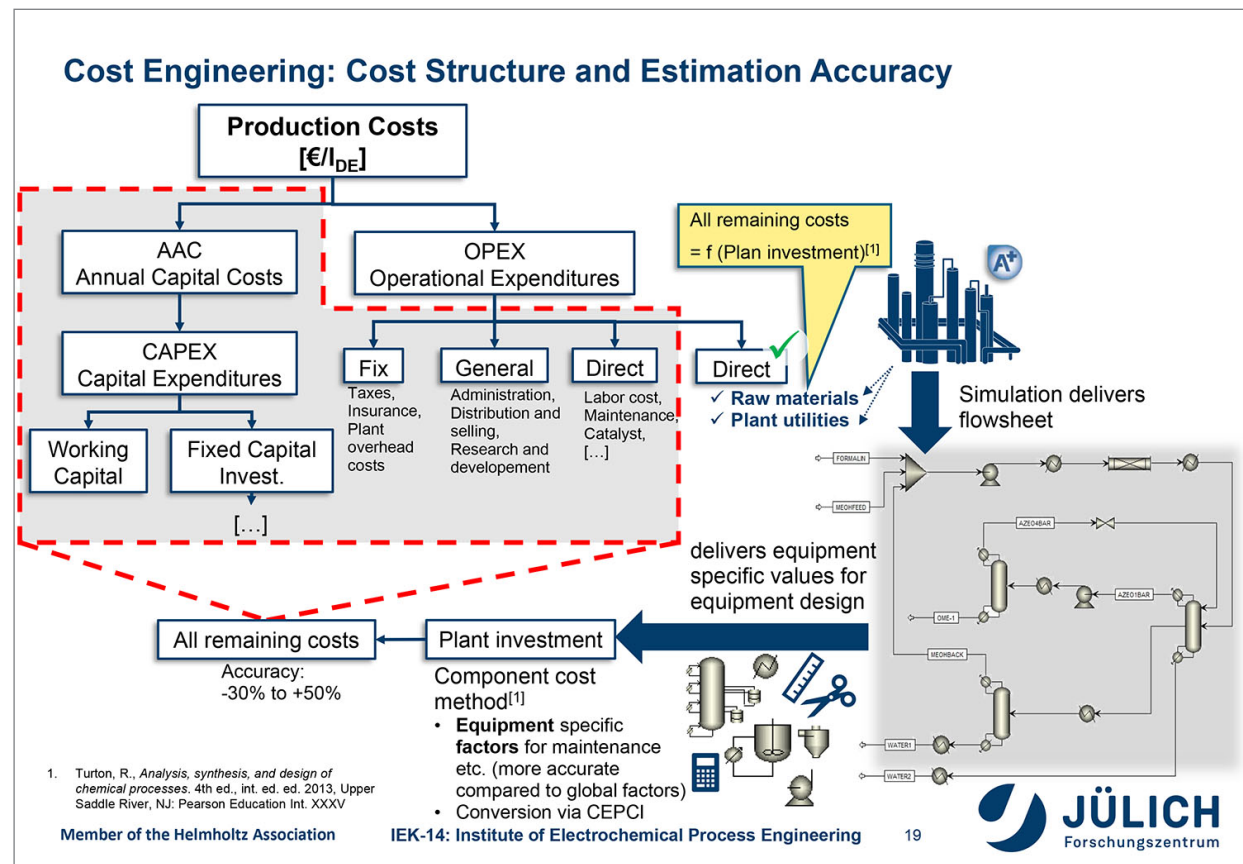 Cost Engineering: Cost Structure and Estimation Accuracy
Production Costs
[€/l_DE]
AAC
Annual Capital Costs
OPEX
Operational Expenditures
All remaining costs
= f (Plan investment)[1]
A+
CAPEX
Capital Expenditures
Fix
Taxes,
Insurance,
Plant
overhead
costs
General
Administration,
Distribution and
selling,
Research and
developement
Direct
Labor cost,
Maintenance,
Catalyst,
[…]
Direct
✓ Raw materials
✓ Plant utilities
Simulation delivers
flowsheet
Working
Capital
Fixed Capital
Invest.
[…]
FORMALIN
MEOHFEED
AZEO4BAR
AZEO1BAR
OME-1
MEOHBACK
WATER1
WATER2
delivers equipment
specific values for
equipment design
All remaining costs
Accuracy:
-30% to +50%
Plant investment
Component cost
method[1]
• Equipment specific
factors for maintenance
etc. (more accurate
compared to global factors)
• Conversion via CEPCI
1. Turton, R., Analysis, synthesis, and design of
chemical processes. 4th ed., int. ed. ed. 2013, Upper
Saddle River, NJ: Pearson Education Int. XXXV
Member of the Helmholtz Association
IEK-14: Institute of Electrochemical Process Engineering
19
JÜLICH
Forschungszentrum